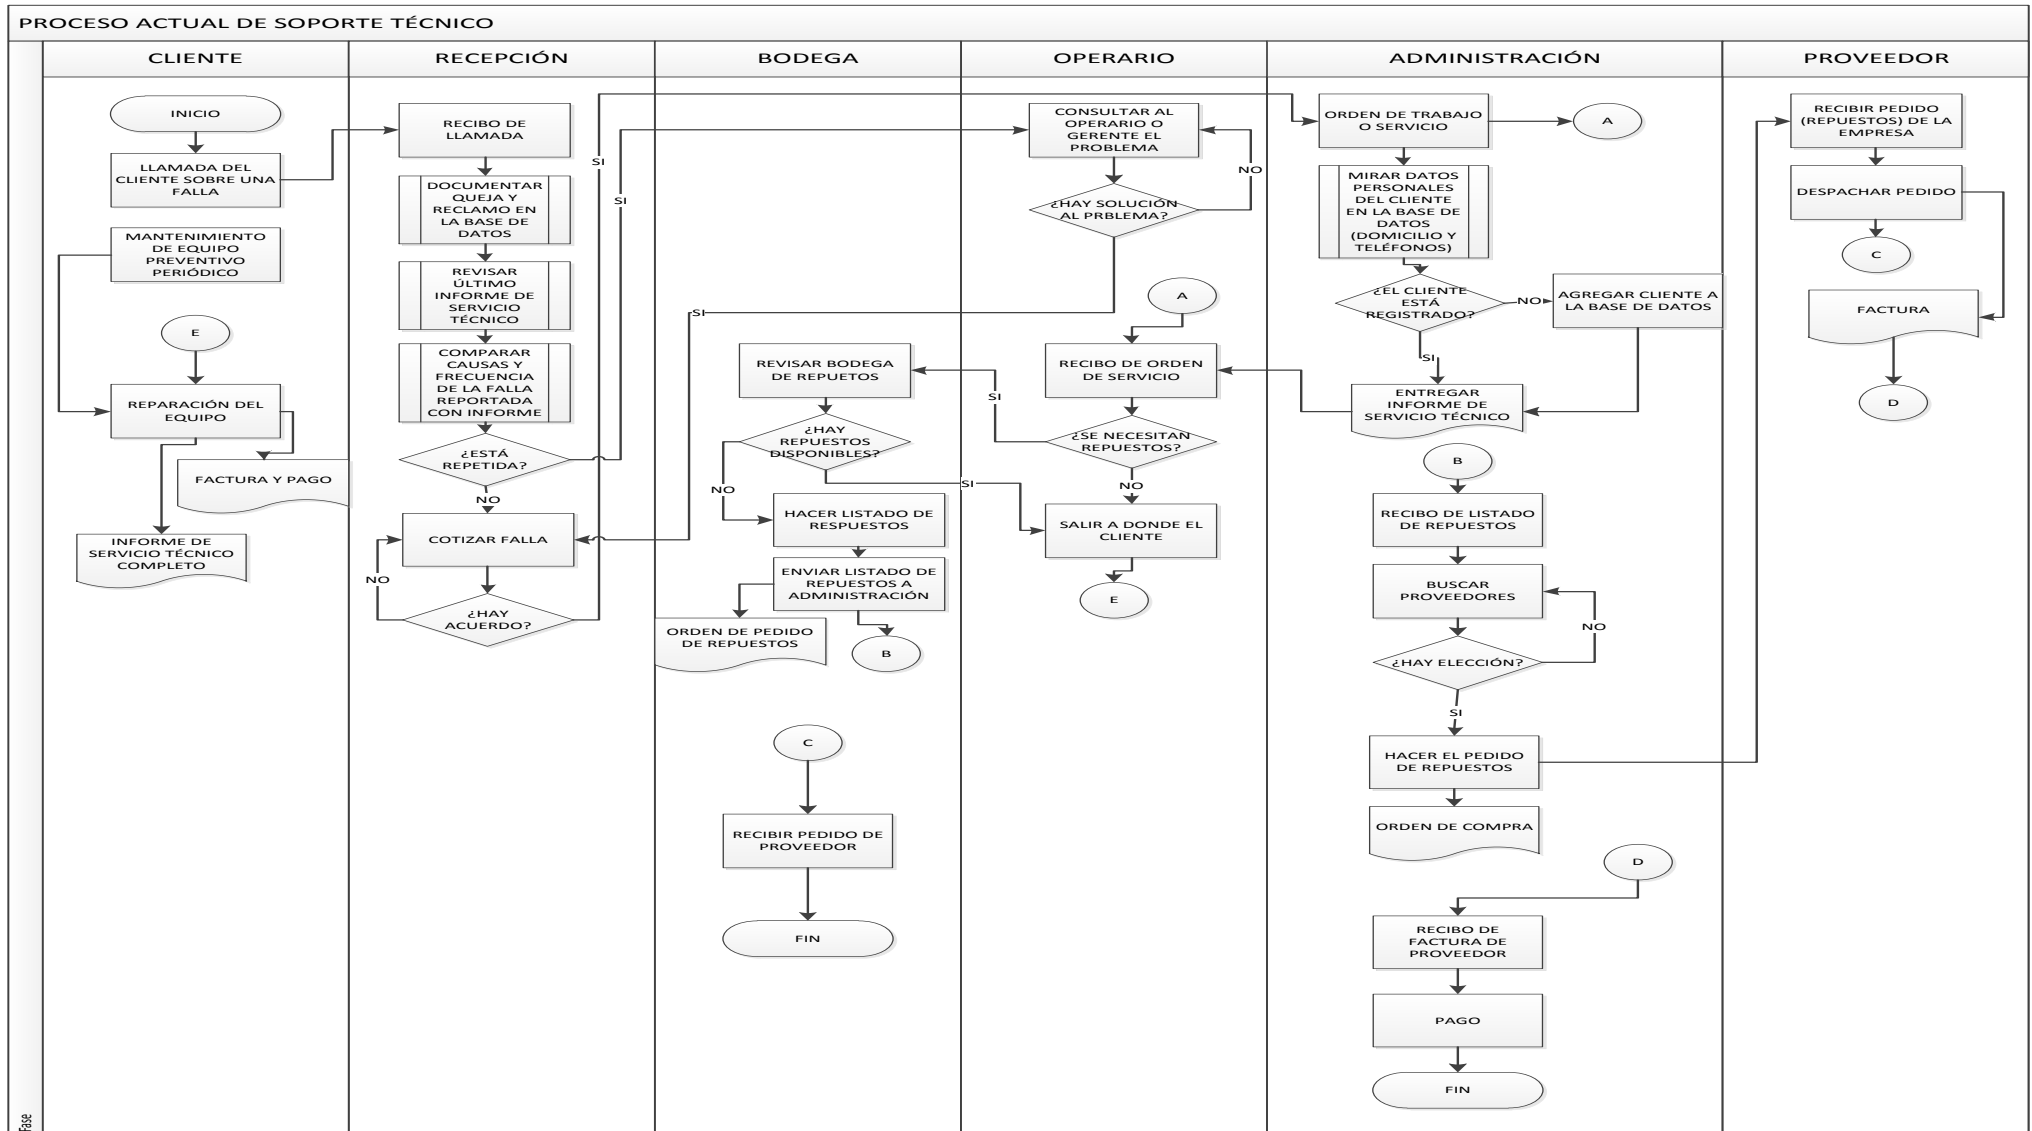 PROCESO ACTUAL DE SOPORTE TÉCNICO
CLIENTE
RECEPCIÓN
BODEGA
OPERARIO
ADMINISTRACIÓN
PROVEEDOR
INICIO
LLAMADA DEL
CLIENTE SOBRE UNA
FALLA
MANTENIMIENTO
DE EQUIPO
PREVENTIVO
PERIÓDICO
E
REPARACIÓN DEL
EQUIPO
FACTURA Y PAGO
INFORME DE
SERVICIO TÉCNICO
COMPLETO
RECIBO DE
LLAMADA
DOCUMENTAR
QUEJA Y
RECLAMO EN
LA BASE DE
DATOS
REVISAR
ÚLTIMO
INFORME DE
SERVICIO
TÉCNICO
COMPARAR
CAUSAS Y
FRECUENCIA
DE LA FALLA
REPORTADA
CON INFORME
¿ESTÁ
REPETIDA?
SI
NO
COTIZAR FALLA
NO
¿HAY
ACUERDO?
SI
SI
REVISAR BODEGA
DE REPUETOS
¿HAY
REPUESTOS
DISPONIBLES?
NO
SI
HACER LISTADO DE
RESPUESTOS
ENVIAR LISTADO DE
REPUESTOS A
ADMINISTRACIÓN
ORDEN DE PEDIDO
DE REPUESTOS
B
C
RECIBIR PEDIDO DE
PROVEEDOR
FIN
CONSULTAR AL
OPERARIO O
GERENTE EL
PROBLEMA
NO
¿HAY SOLUCIÓN
AL PRBLEMA?
A
RECIBO DE ORDEN
DE SERVICIO
SI
¿SE NECESITAN
REPUESTOS?
NO
SALIR A DONDE EL
CLIENTE
E
ORDEN DE TRABAJO
O SERVICIO
A
MIRAR DATOS
PERSONALES
DEL CLIENTE
EN LA BASE DE
DATOS
(DOMICILIO Y
TELÉFONOS)
¿EL CLIENTE
ESTÁ
REGISTRADO?
NO
AGREGAR CLIENTE A
LA BASE DE DATOS
SI
ENTREGAR
INFORME DE
SERVICIO TÉCNICO
B
RECIBO DE LISTADO
DE REPUESTOS
BUSCAR
PROVEEDORES
NO
¿HAY ELECCIÓN?
SI
HACER EL PEDIDO
DE REPUESTOS
ORDEN DE COMPRA
D
RECIBO DE
FACTURA DE
PROVEEDOR
PAGO
FIN
RECIBIR PEDIDO
(REPUESTOS) DE LA
EMPRESA
DESPACHAR PEDIDO
C
FACTURA
D
Fase